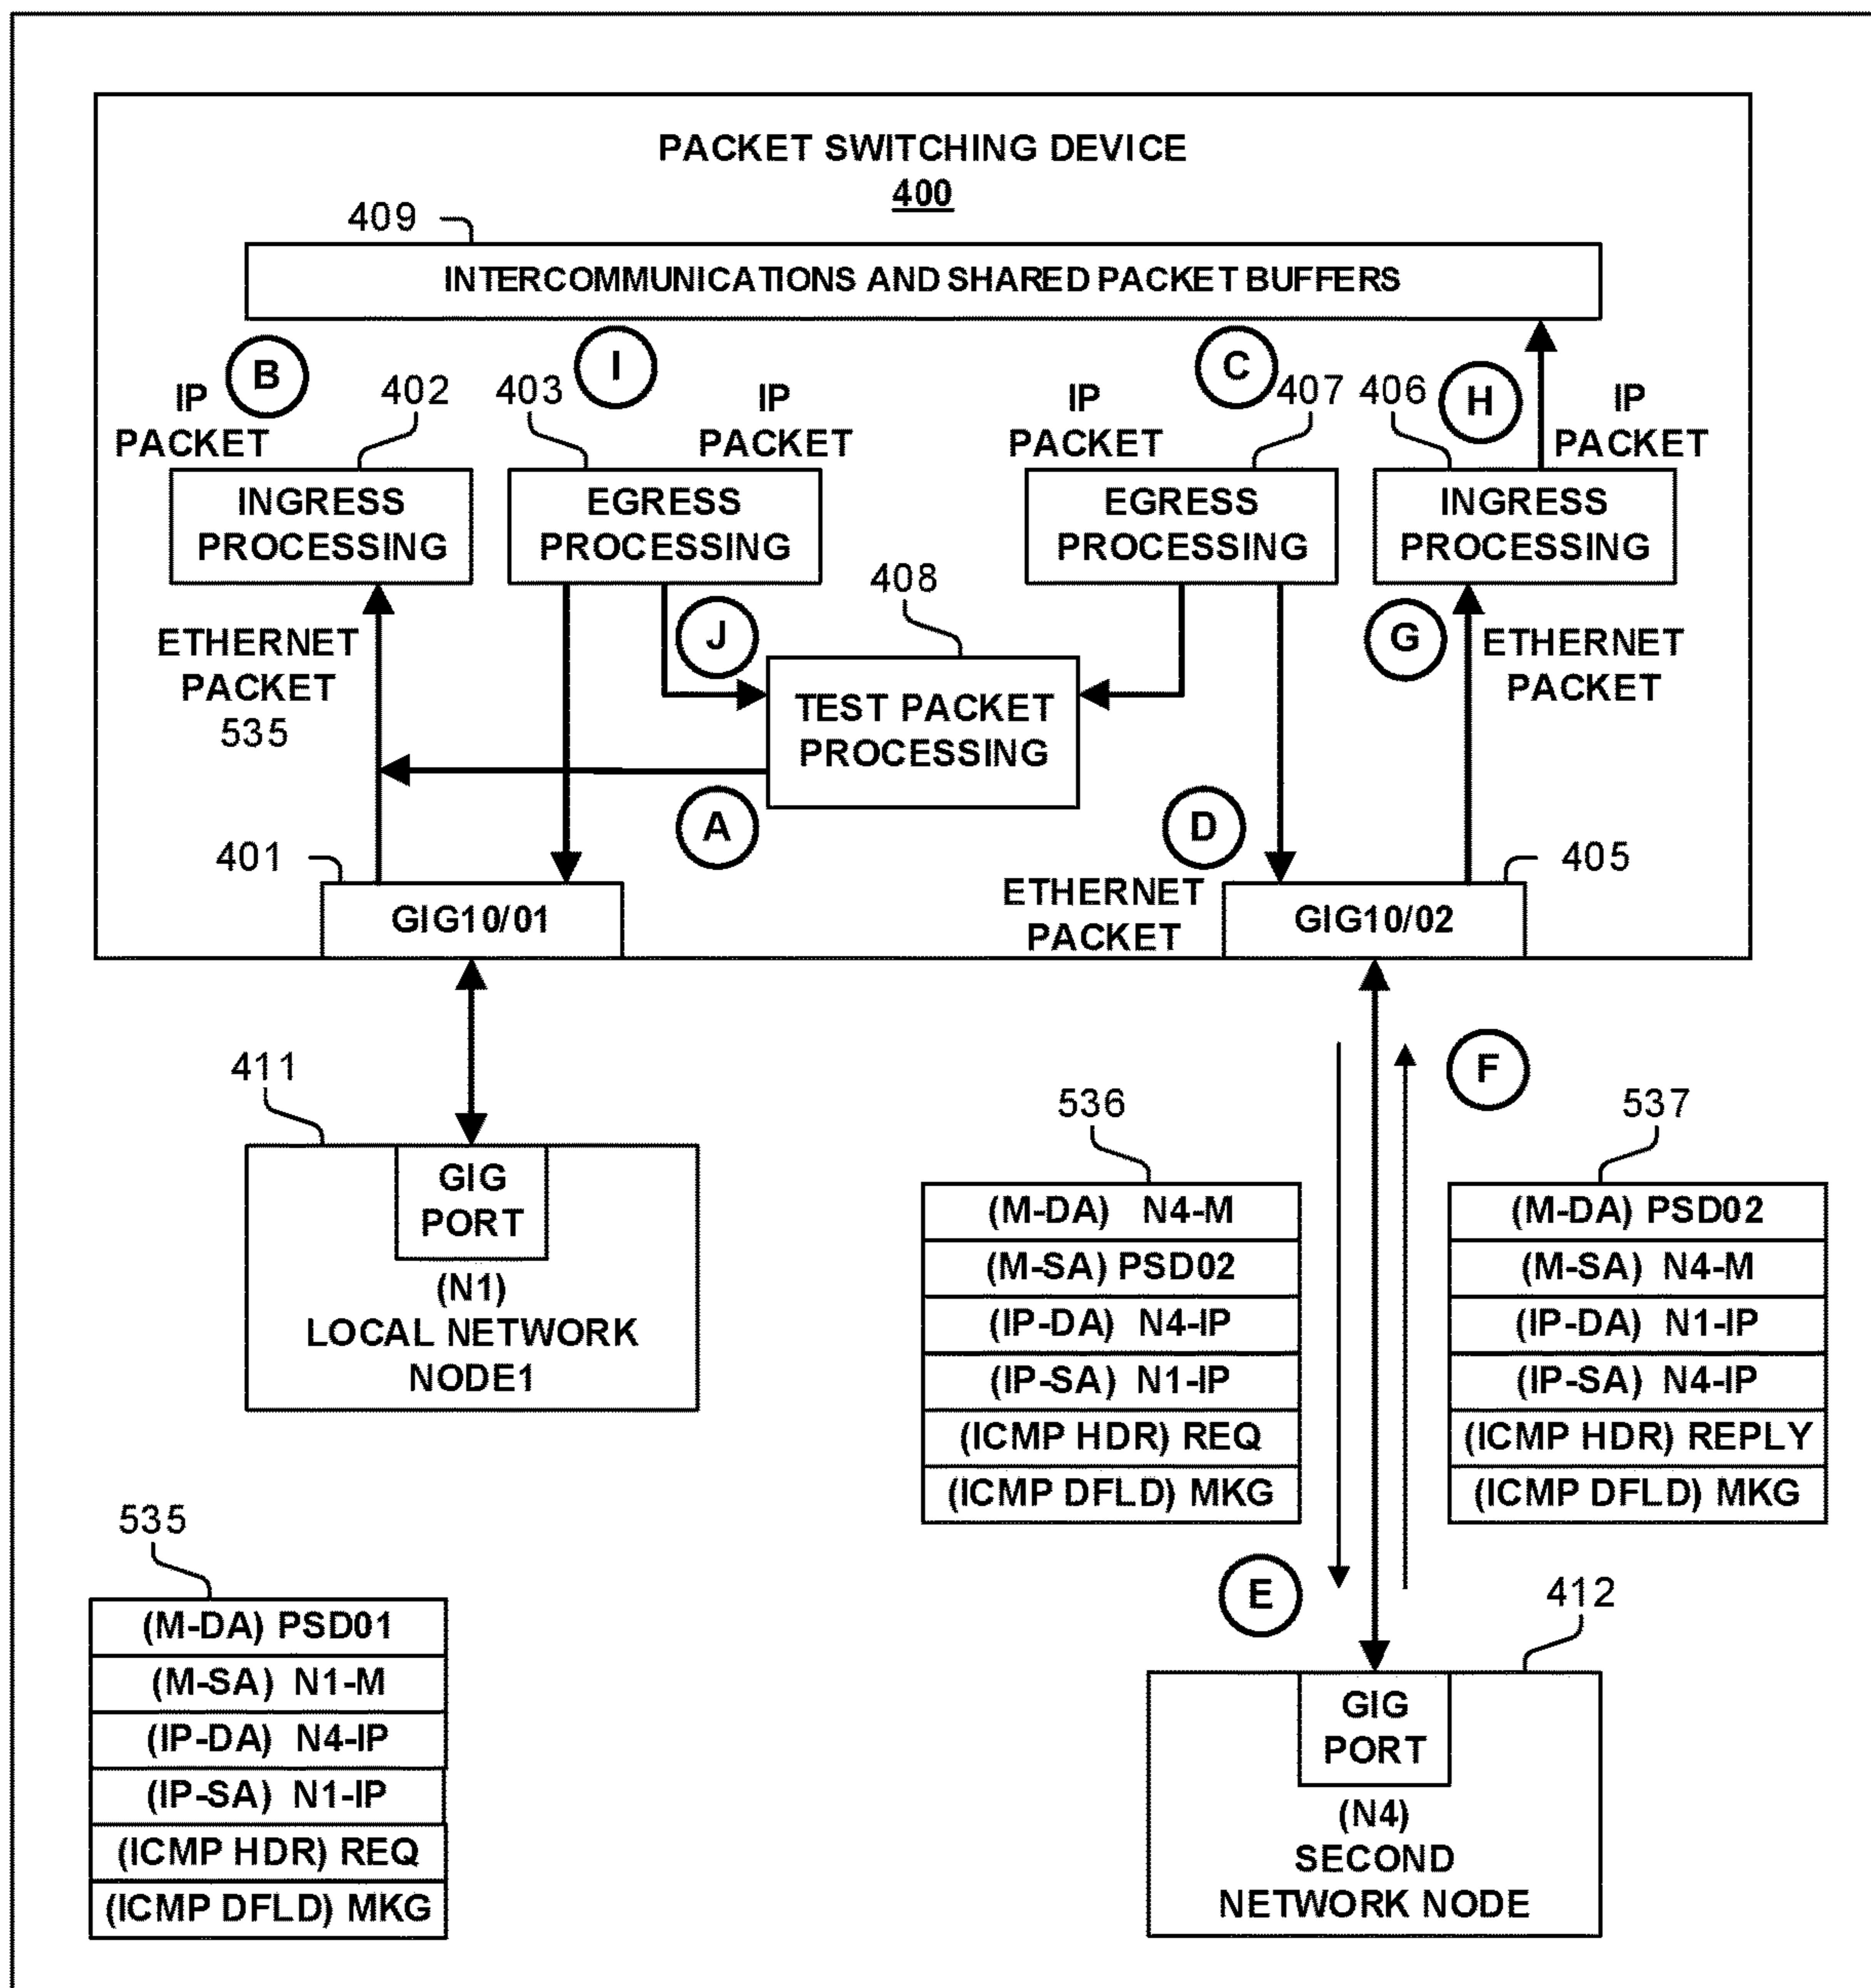 PACKET SWITCHING DEVICE
400
409
INTERCOMMUNICATIONS AND SHARED PACKET BUFFERS
B
I
C
H
IP
PACKET
402
403
IP
PACKET
IP
PACKET
407
406
IP
PACKET
INGRESS
PROCESSING
EGRESS
PROCESSING
EGRESS
PROCESSING
INGRESS
PROCESSING
ETHERNET
PACKET
535
J
408
TEST PACKET
PROCESSING
G
ETHERNET
PACKET
A
D
401
GIG10/01
ETHERNET
PACKET
GIG10/02
405
411
GIG
PORT
(N1)
LOCAL NETWORK
NODE1
F
536
(M-DA) N4-M
(M-SA) PSD02
(IP-DA) N4-IP
(IP-SA) N1-IP
(ICMP HDR) REQ
(ICMP DFLD) MKG
537
(M-DA) PSD02
(M-SA) N4-M
(IP-DA) N1-IP
(IP-SA) N4-IP
(ICMP HDR) REPLY
(ICMP DFLD) MKG
535
(M-DA) PSD01
(M-SA) N1-M
(IP-DA) N4-IP
(IP-SA) N1-IP
(ICMP HDR) REQ
(ICMP DFLD) MKG
E
412
GIG
PORT
(N4)
SECOND
NETWORK NODE